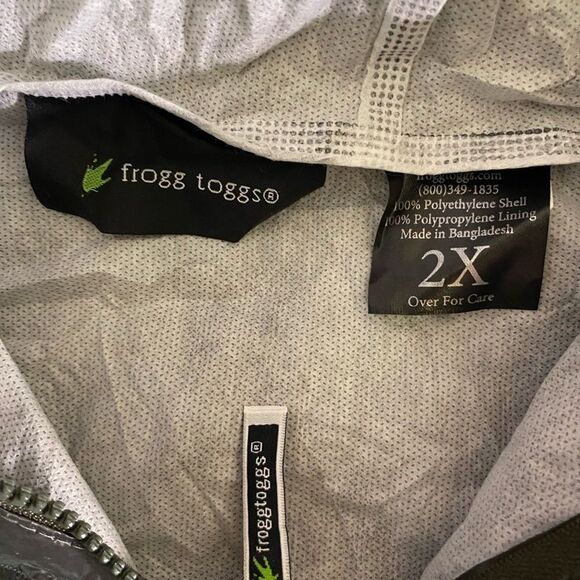 frogg toggs®
froggtoggs.com
(800)349-1835
100% Polyethylene Shell
100% Polypropylene Lining
Made in Bangladesh
2X
Over For Care
froggtoggs®